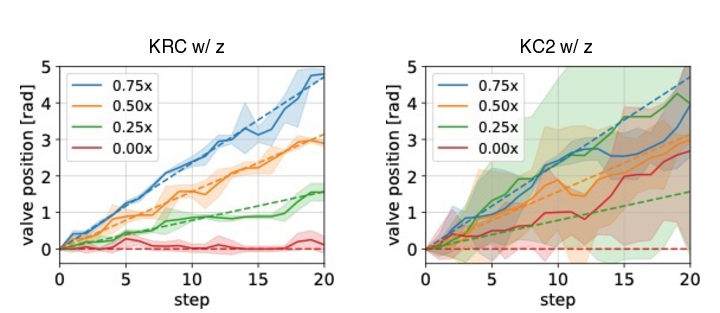 KRC w/ z
valve position [rad]
5
4
3
2
1
0
0.75x
0.50x
0.25x
0.00x
0 5 10 15 20
step
KC2 w/ z
valve position [rad]
5
4
3
2
1
0
0.75x
0.50x
0.25x
0.00x
0 5 10 15 20
step